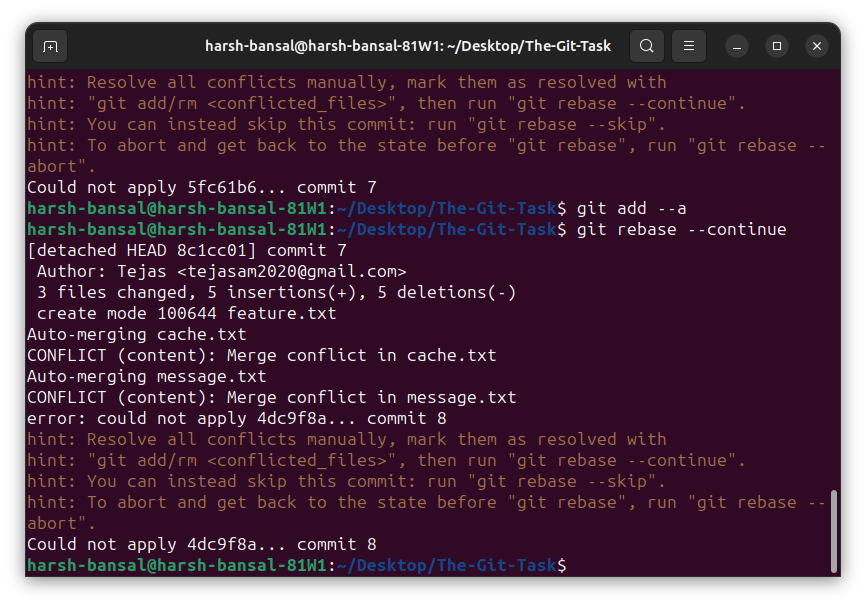 harsh-bansal@harsh-bansal-81W1: ~/Desktop/The-Git-Task
hint: Resolve all conflicts manually, mark them as resolved with
hint: "git add/rm <conflicted_files>", then run "git rebase --continue".
hint: You can instead skip this commit: run "git rebase --skip".
hint: To abort and get back to the state before "git rebase", run "git rebase --
abort".
Could not apply 5fc61b6... commit 7
harsh-bansal@harsh-bansal-81W1:~/Desktop/The-Git-Task$ git add --a
harsh-bansal@harsh-bansal-81W1:~/Desktop/The-Git-Task$ git rebase --continue
[detached HEAD 8c1cc01] commit 7
 Author: Tejas <tejasam2020@gmail.com>
 3 files changed, 5 insertions(+), 5 deletions(-)
 create mode 100644 feature.txt
Auto-merging cache.txt
CONFLICT (content): Merge conflict in cache.txt
Auto-merging message.txt
CONFLICT (content): Merge conflict in message.txt
error: could not apply 4dc9f8a... commit 8
hint: Resolve all conflicts manually, mark them as resolved with
hint: "git add/rm <conflicted_files>", then run "git rebase --continue".
hint: You can instead skip this commit: run "git rebase --skip".
hint: To abort and get back to the state before "git rebase", run "git rebase --
abort".
Could not apply 4dc9f8a... commit 8
harsh-bansal@harsh-bansal-81W1:~/Desktop/The-Git-Task$